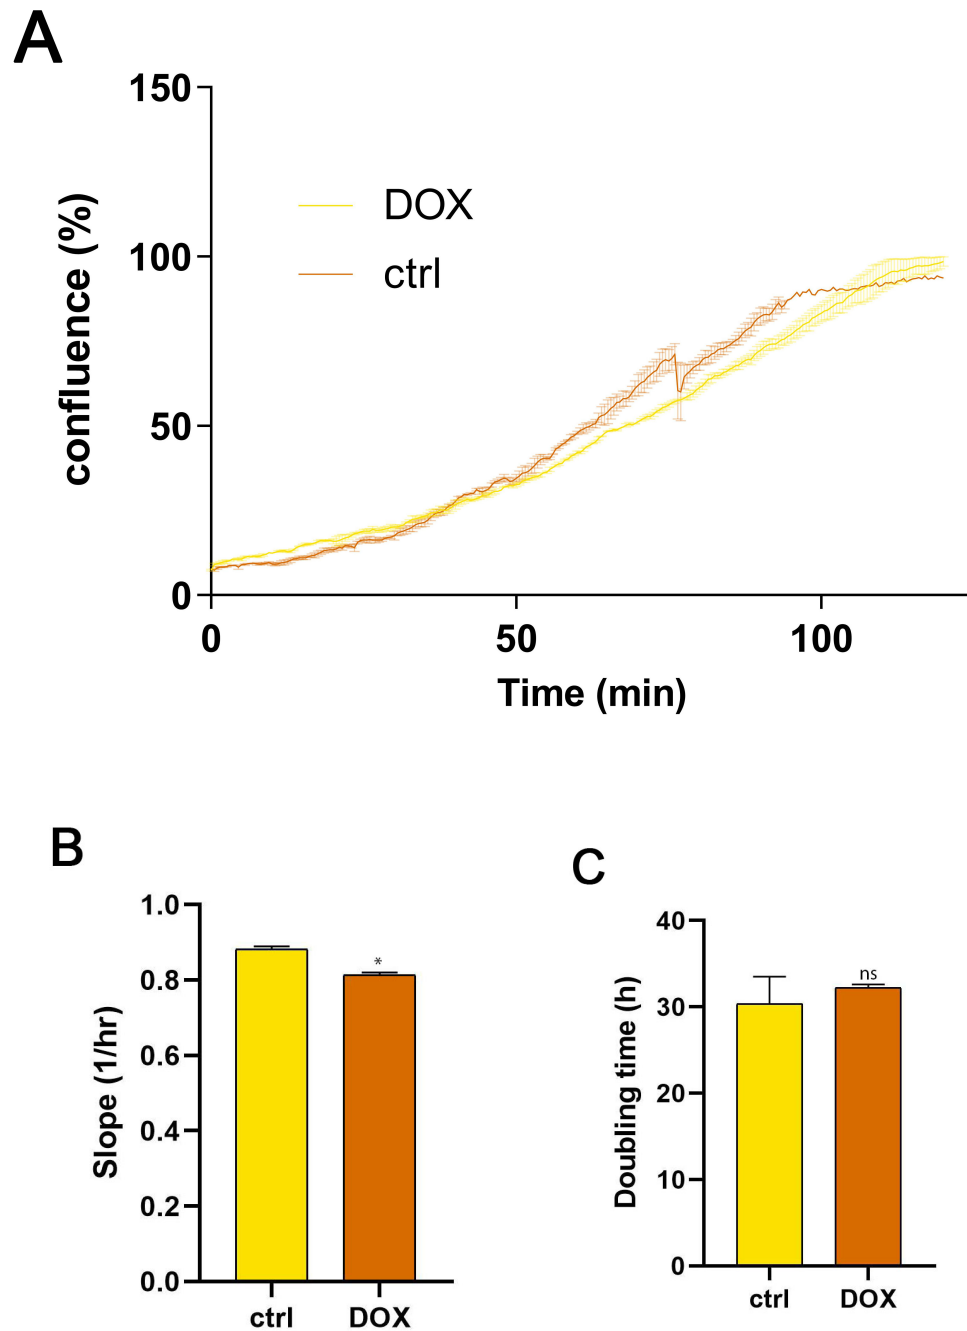 A
150
100
50
0
confluence (%)
DOX
ctrl
0 50 100
Time (min)
B
1.0
0.8
0.6
0.4
0.2
0.0
Slope (1/hr)
*
ctrl DOX
C
40
30
20
10
0
Doubling time (h)
ns
ctrl DOX